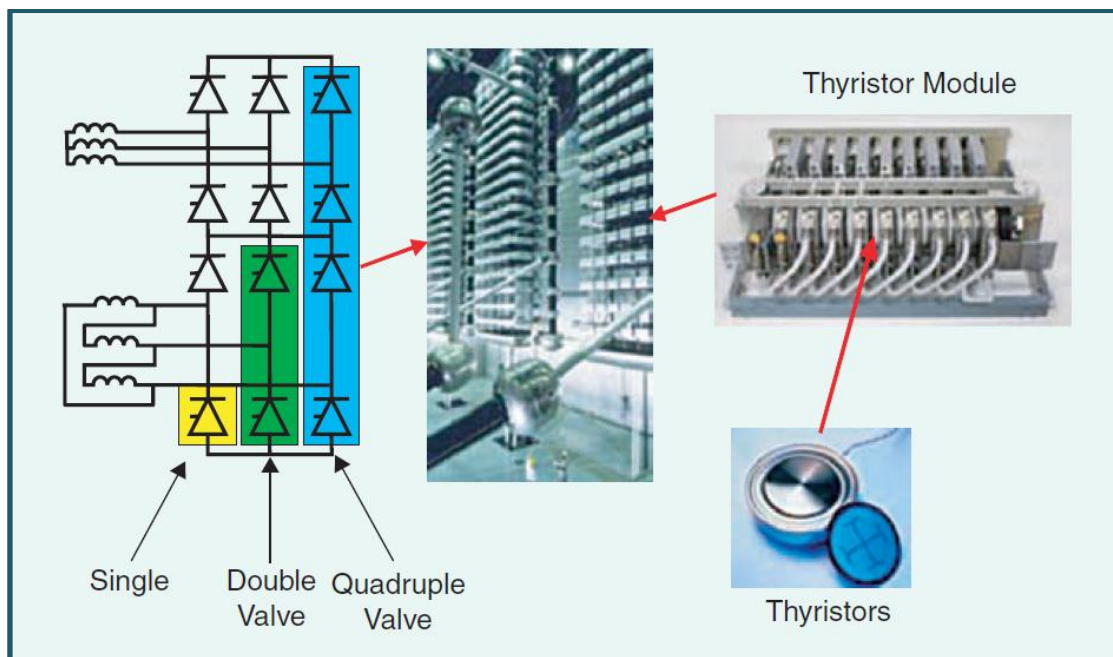 Thyristor Module
Single
Double
Valve
Quadruple
Valve
Thyristors